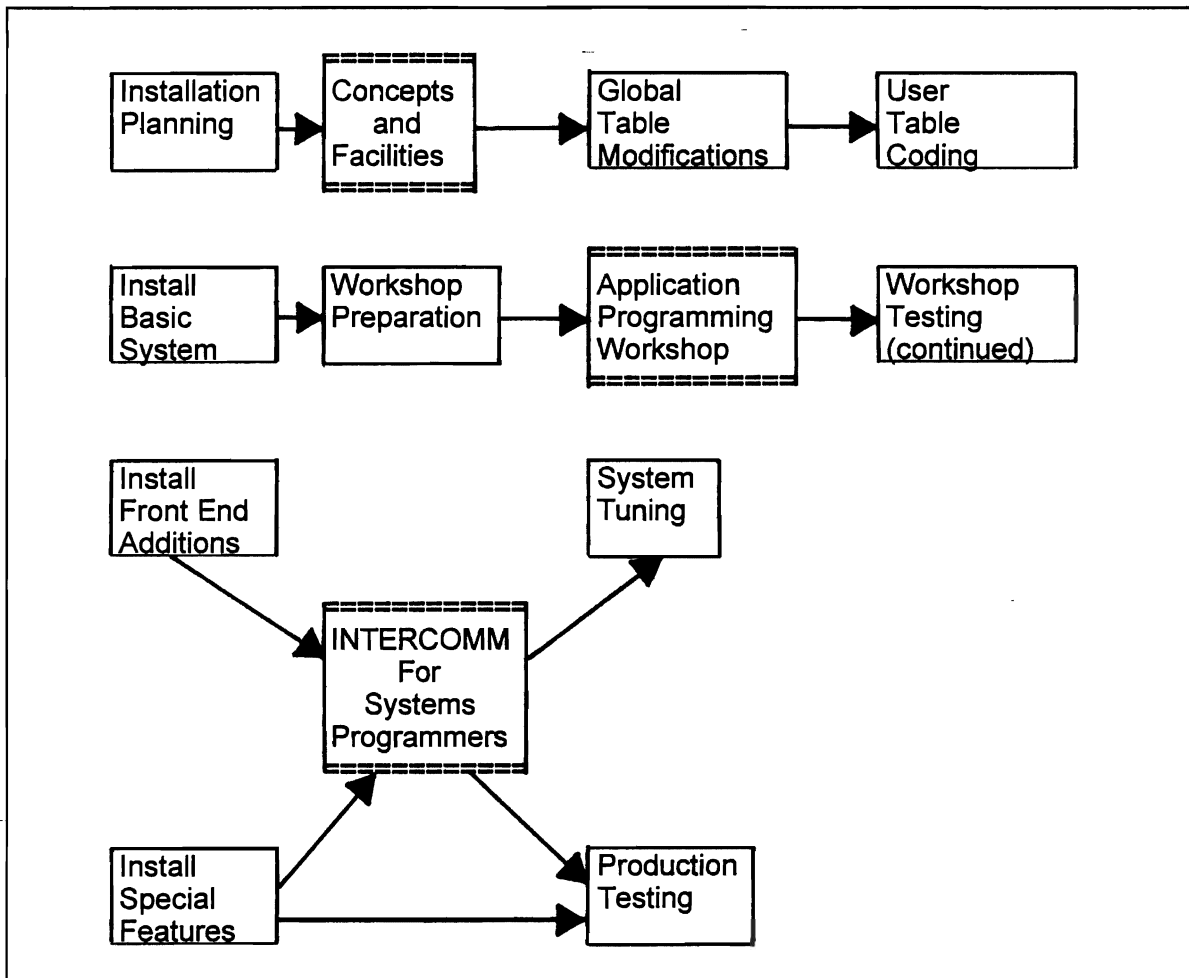 Installation
Planning
Concepts
and
Facilities
Global
Table
Modifications
User
Table
Coding
Install
Basic
System
Workshop
Preparation
Application
Programming
Workshop
Workshop
Testing
(continued)
Install
Front End
Additions
System
Tuning
INTERCOMM
For
Systems
Programmers
Install
Special
Features
Production
Testing